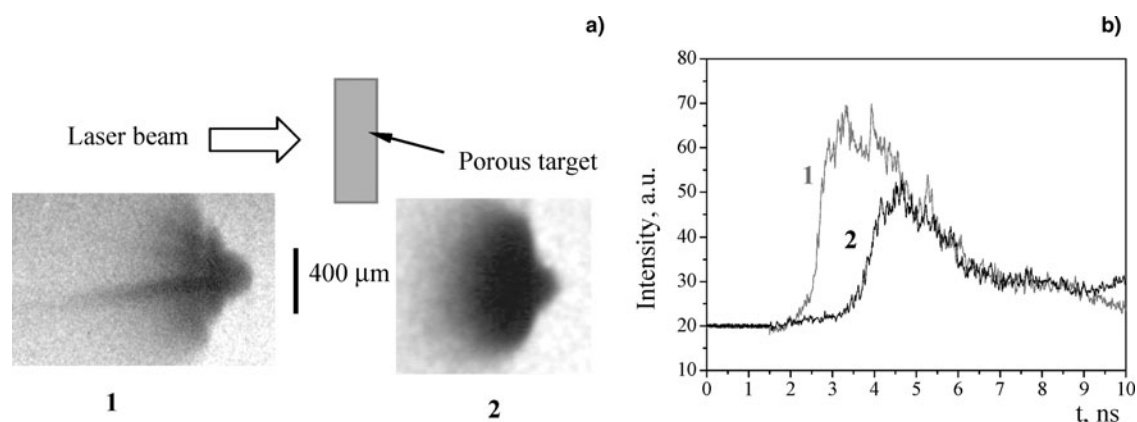 a)
Laser beam
Porous target
400 μm
1
2
b)
Intensity, a.u.
80
70
60
50
40
30
20
10
1
2
0 1 2 3 4 5 6 7 8 9 10
t, ns